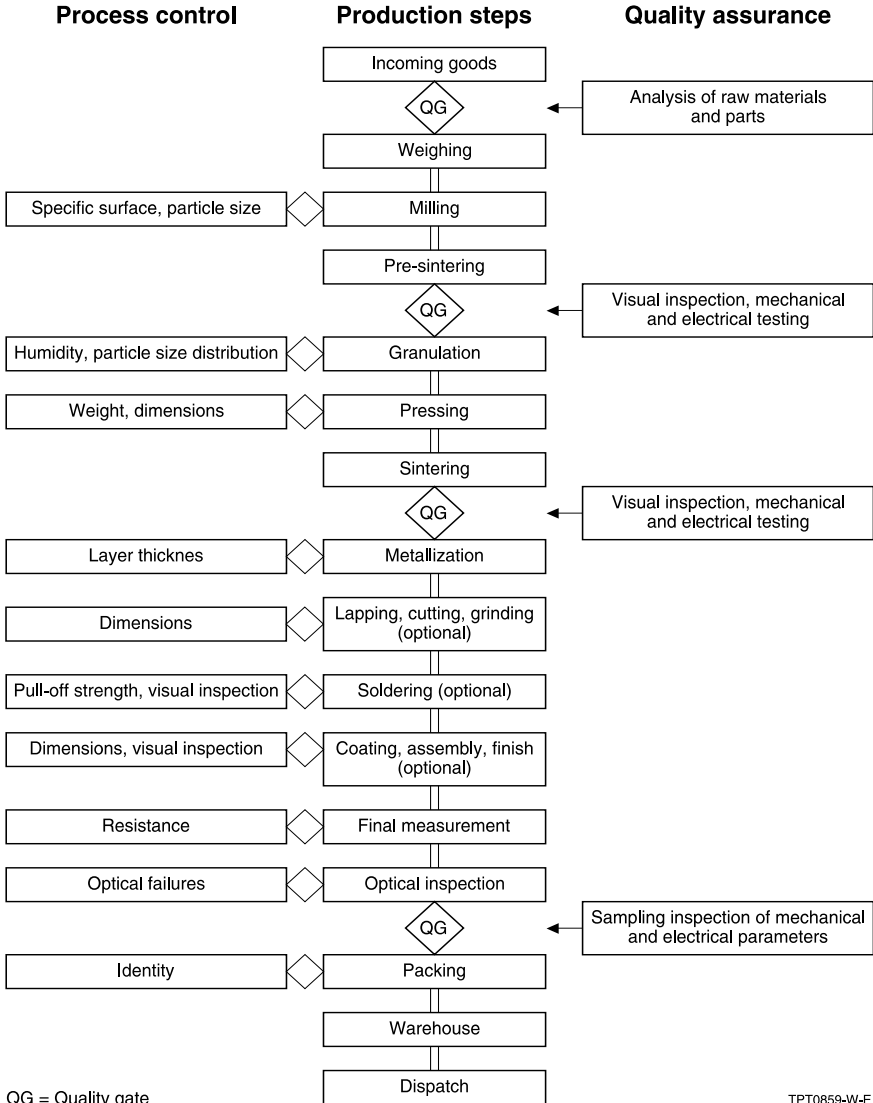 Process control
Production steps
Quality assurance
Incoming goods
QG
Analysis of raw materials
and parts
Weighing
Specific surface, particle size
Milling
Pre-sintering
QG
Visual inspection, mechanical
and electrical testing
Humidity, particle size distribution
Granulation
Weight, dimensions
Pressing
Sintering
QG
Visual inspection, mechanical
and electrical testing
Layer thicknes
Metallization
Dimensions
Lapping, cutting, grinding
(optional)
Pull-off strength, visual inspection
Soldering (optional)
Dimensions, visual inspection
Coating, assembly, finish
(optional)
Resistance
Final measurement
Optical failures
Optical inspection
QG
Sampling inspection of mechanical
and electrical parameters
Identity
Packing
Warehouse
Dispatch
QG = Quality gate
TPT0859-W-E